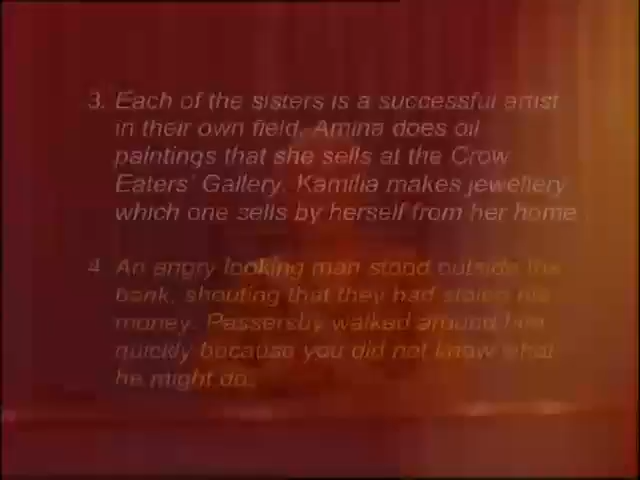 3. Each of the sisters is a successful artist
in their own field. Amina does oil
paintings that she sells at the Crow
Eaters' Gallery. Kamilia makes jewellery
which one sells by herself from her home
4. An angry looking man stood outside the
bank, shouting that they had stolen his
money. Passersby walked around him
quickly because you did not know what
he might do.